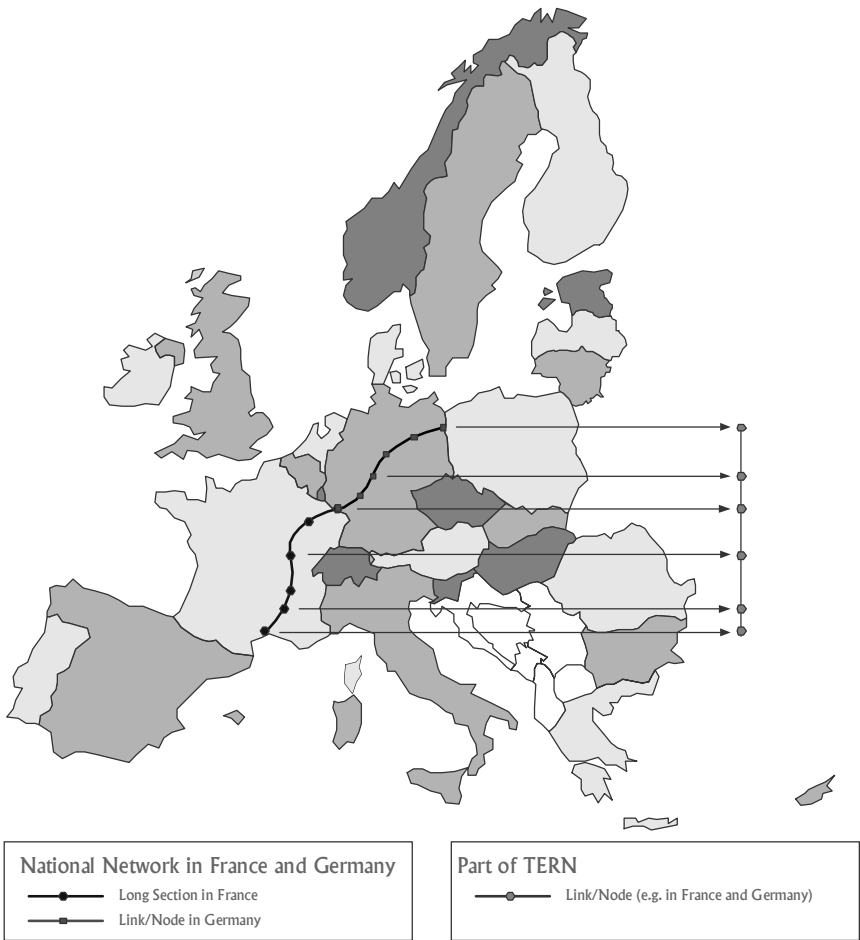 National Network in France and Germany
Long Section in France
Link/Node in Germany
Part of TERN
Link/Node (e.g. in France and Germany)